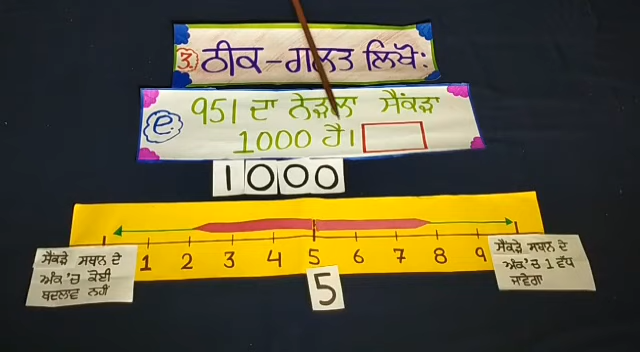 3. ਠੀਕ-ਗਲਤ ਲਿਖੋ:
e. 951 ਦਾ ਨੇੜਲਾ ਸੈਂਕੜਾ
1000 ਹੈ।
1000
1 2 3 4 5 6 7 8 9
ਸੈਂਕੜੇ ਸਥਾਨ ਦੇ
ਅੰਕ 'ਚ ਕੋਈ
ਬਦਲਾਵ ਨਹੀਂ
5
ਸੈਂਕੜੇ ਸਥਾਨ ਦੇ
ਅੰਕ 'ਚ 1 ਵੱਧ
ਜਾਵੇਗਾ